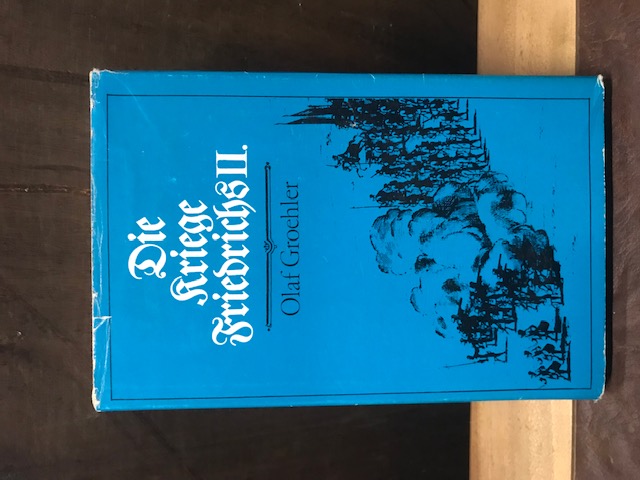 Die
Kriege
Friedrichs II.
Olaf Groehler